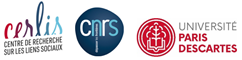 cerlis
CENTRE DE RECHERCHE
SUR LES LIENS SOCIAUX
cnrs
UNIVERSITÉ
PARIS
DESCARTES